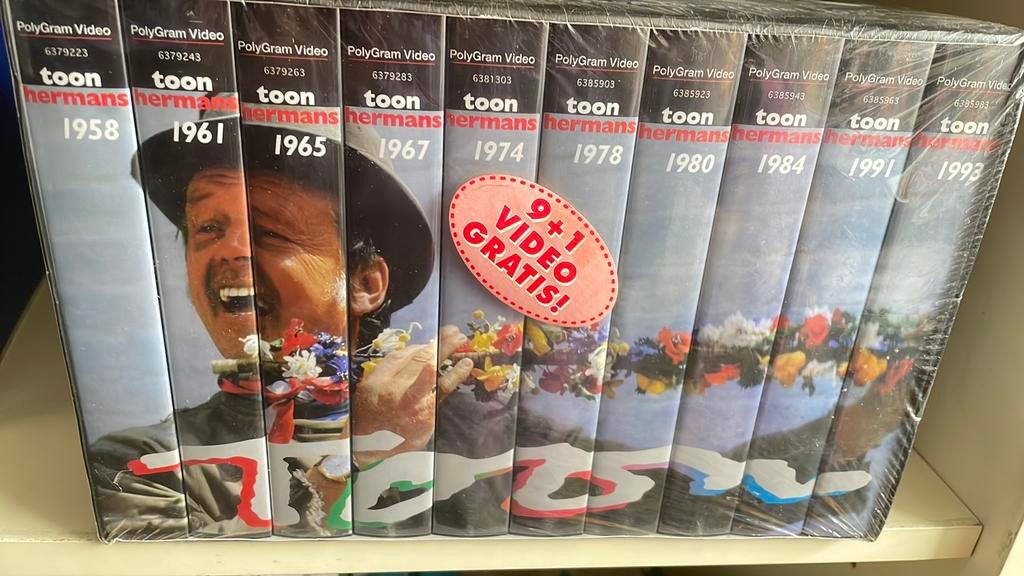 PolyGram Video
6379223
toon
hermans
1958
PolyGram Video
6379243
toon
hermans
1961
PolyGram Video
6379263
toon
hermans
1965
PolyGram Video
6379283
toon
hermans
1967
PolyGram Video
6381303
toon
hermans
1974
PolyGram Video
6385903
toon
hermans
1978
PolyGram Video
6385923
toon
hermans
1980
PolyGram Video
6385943
toon
hermans
1984
PolyGram Video
6385963
toon
hermans
1991
PolyGram Video
6385983
toon
hermans
1993
9+1
VIDEO
GRATIS!
toon